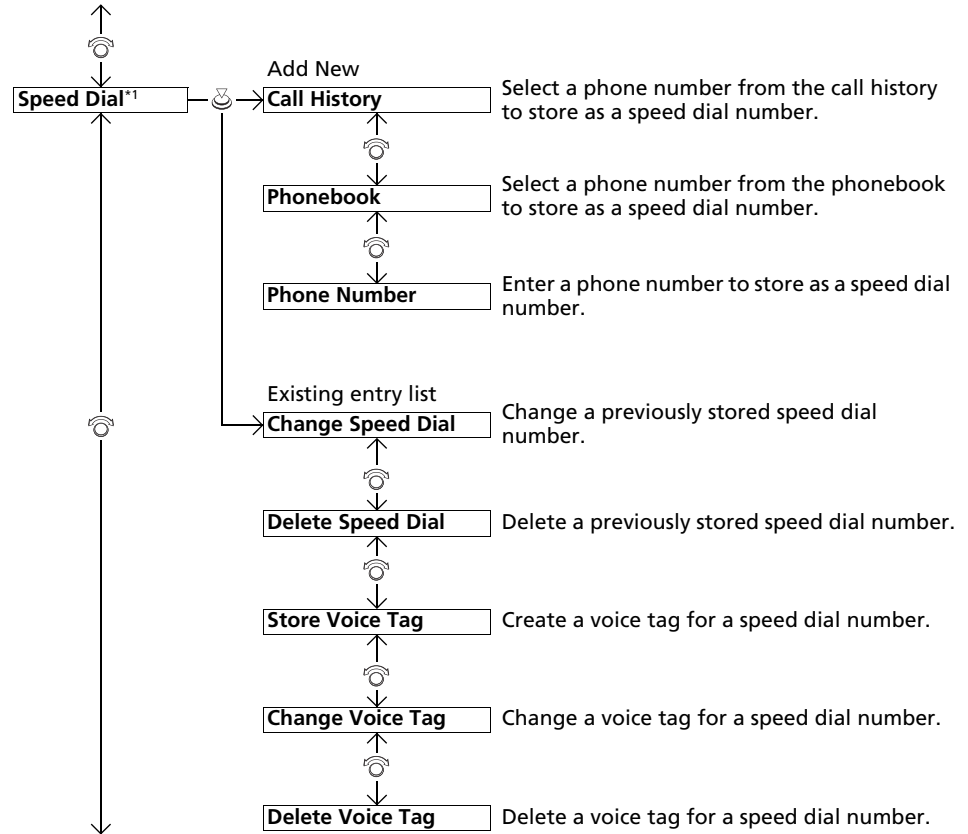 Add New
Speed Dial*1
Call History
Select a phone number from the call history
to store as a speed dial number.
Phonebook
Select a phone number from the phonebook
to store as a speed dial number.
Phone Number
Enter a phone number to store as a speed dial
number.
Existing entry list
Change Speed Dial
Change a previously stored speed dial
number.
Delete Speed Dial
Delete a previously stored speed dial number.
Store Voice Tag
Create a voice tag for a speed dial number.
Change Voice Tag
Change a voice tag for a speed dial number.
Delete Voice Tag
Delete a voice tag for a speed dial number.